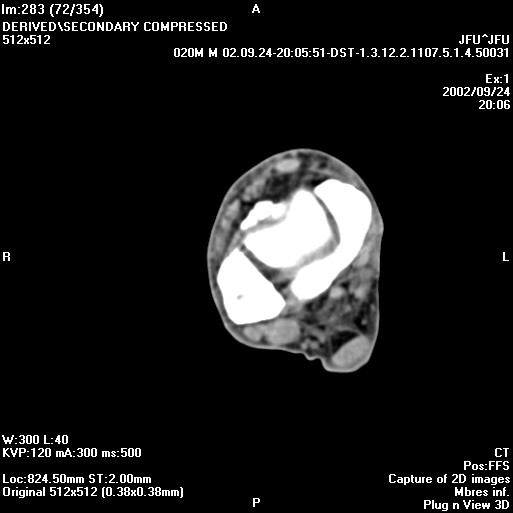 Im:283 (72/354)
A
DERIVED\SECONDARY COMPRESSED
512x512
JFU^JFU
020M M 02.09.24-20:05:51-DST-1.3.12.2.1107.5.1.4.50031
Ex:1
2002/09/24
20:06
R
L
W:300 L:40
KVP:120 mA:300 ms:500
CT
Pos:FFS
Loc:824.50mm ST:2.00mm
Capture of 2D images
Original 512x512 (0.38x0.38mm)
Mbres inf.
P
Plug n View 3D